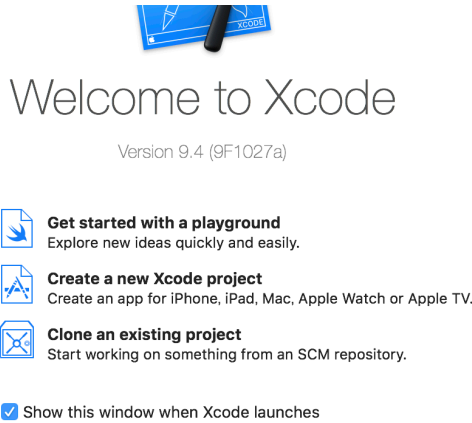 XCODE
Welcome to Xcode
Version 9.4 (9F1027a)
Get started with a playground
Explore new ideas quickly and easily.
Create a new Xcode project
Create an app for iPhone, iPad, Mac, Apple Watch or Apple TV.
Clone an existing project
Start working on something from an SCM repository.
Show this window when Xcode launches